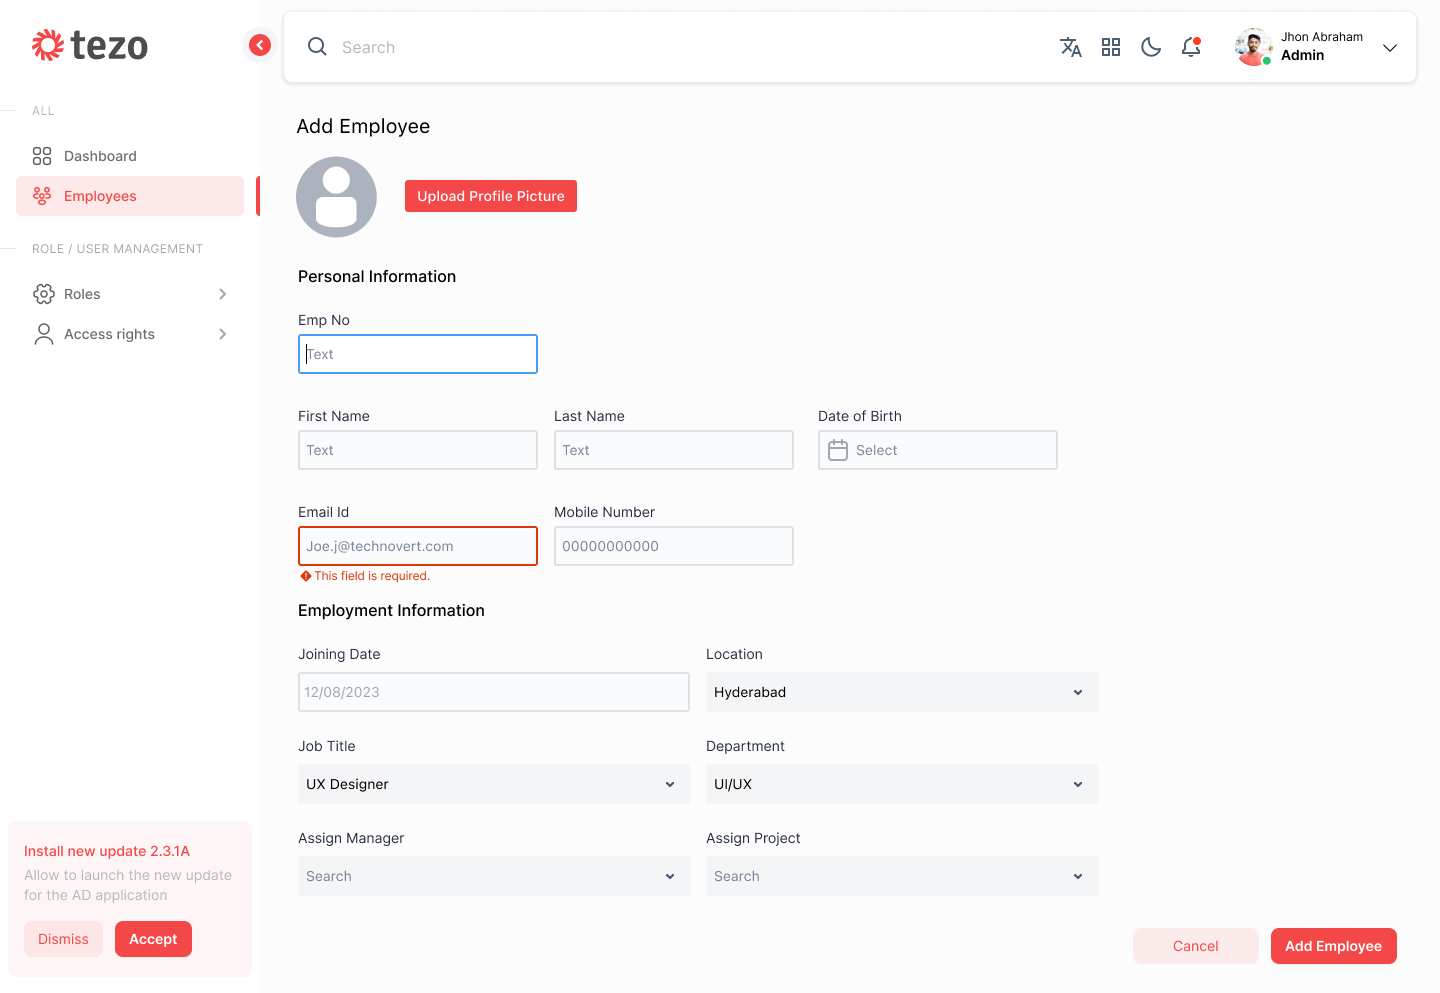 tezo
Search
Jhon Abraham
Admin
ALL
Dashboard
Employees
ROLE / USER MANAGEMENT
Roles
Access rights
Install new update 2.3.1A
Allow to launch the new update
for the AD application
Dismiss
Accept
Add Employee
Upload Profile Picture
Personal Information
Emp No
Text
First Name
Last Name
Date of Birth
Text
Text
Select
Email Id
Mobile Number
Joe.j@technovert.com
00000000000
This field is required.
Employment Information
Joining Date
Location
12/08/2023
Hyderabad
Job Title
Department
UX Designer
UI/UX
Assign Manager
Assign Project
Search
Search
Cancel
Add Employee